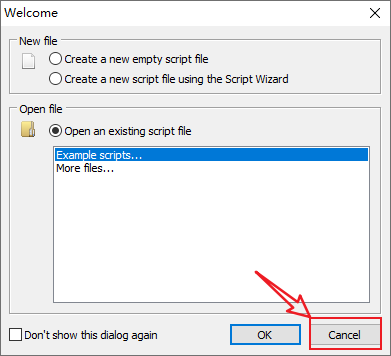 Welcome
New file
Create a new empty script file
Create a new script file using the Script Wizard
Open file
Open an existing script file
Example scripts...
More files...
Don't show this dialog again
OK
Cancel